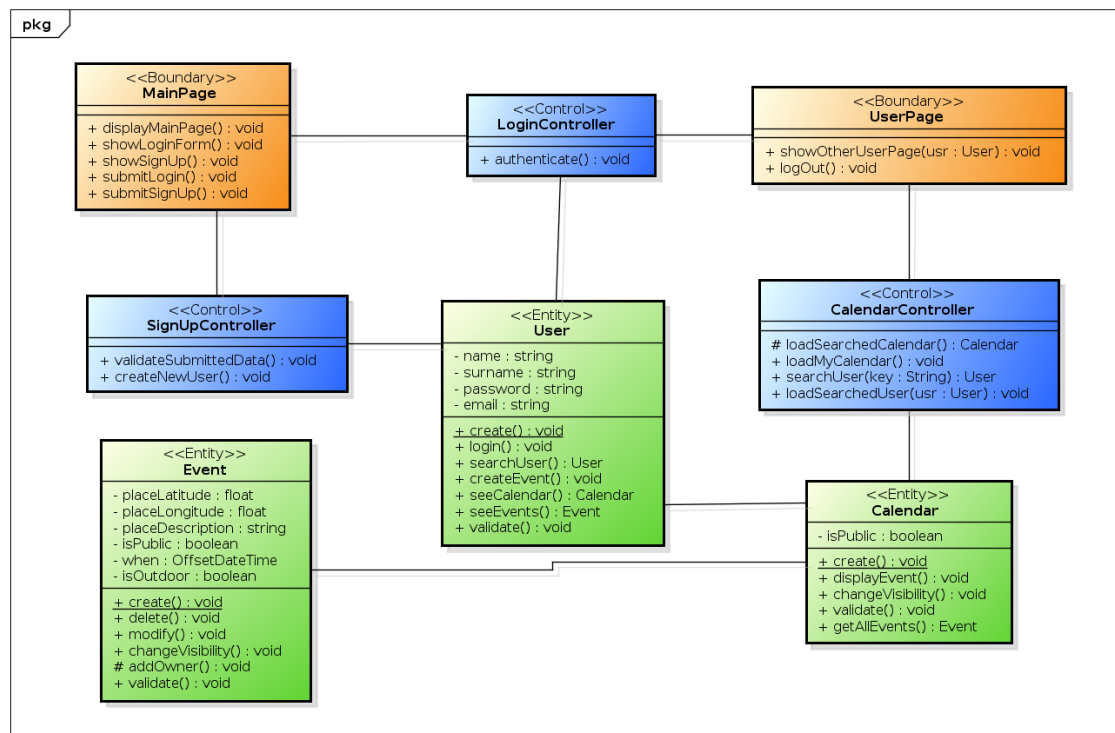 pkg
<<Boundary>>
MainPage
+ displayMainPage() : void
+ showLoginForm() : void
+ showSignUp() : void
+ submitLogin() : void
+ submitSignUp() : void
<<Control>>
LoginController
+ authenticate() : void
<<Boundary>>
UserPage
+ showOtherUserPage(usr : User) : void
+ logOut() : void
<<Control>>
SignUpController
+ validateSubmittedData() : void
+ createNewUser() : void
<<Entity>>
User
- name : string
- surname : string
- password : string
- email : string
+ create() : void
+ login() : void
+ searchUser() : User
+ createEvent() : void
+ seeCalendar() : Calendar
+ seeEvents() : Event
+ validate() : void
<<Control>>
CalendarController
# loadSearchedCalendar() : Calendar
+ loadMyCalendar() : void
+ searchUser(key : String) : User
+ loadSearchedUser(usr : User) : void
<<Entity>>
Event
- placeLatitude : float
- placeLongitude : float
- placeDescription : string
- isPublic : boolean
- when : OffsetDateTime
- isOutdoor : boolean
+ create() : void
+ delete() : void
+ modify() : void
+ changeVisibility() : void
# addOwner() : void
+ validate() : void
<<Entity>>
Calendar
- isPublic : boolean
+ create() : void
+ displayEvent() : void
+ changeVisibility() : void
+ validate() : void
+ getAllEvents() : Event